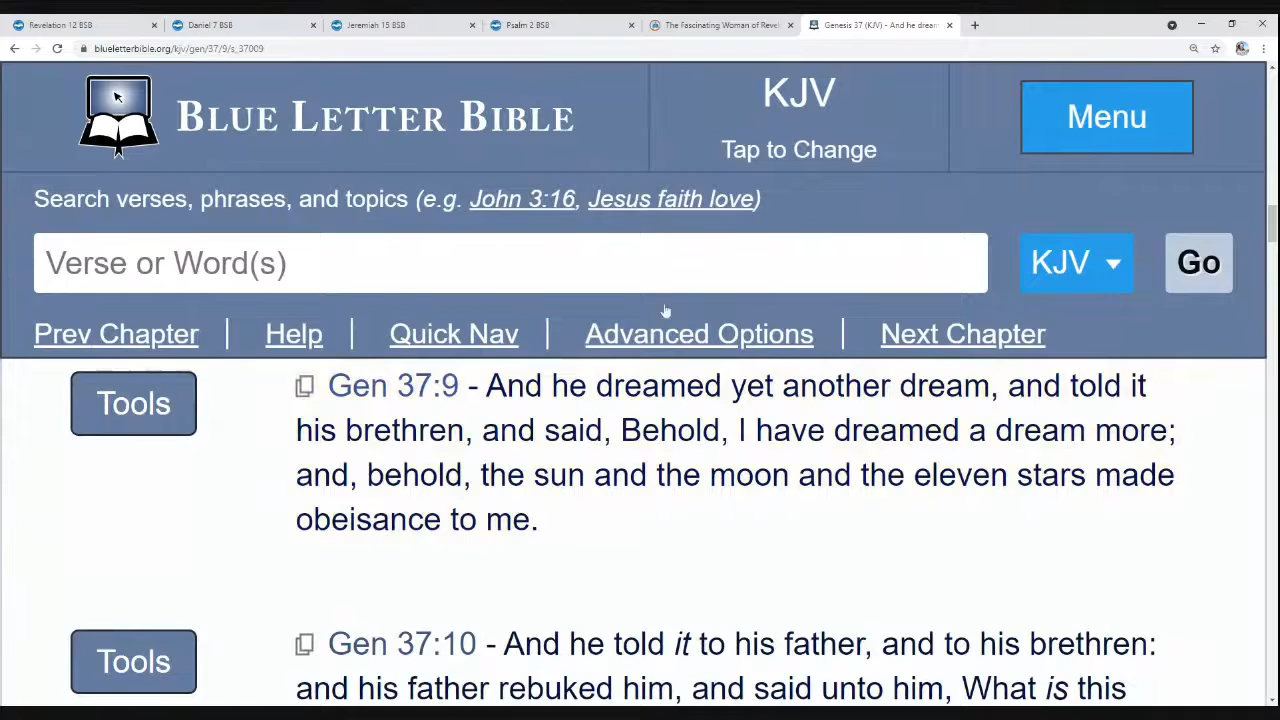 Revelation 12 BSB
Daniel 7 BSB
Jeremiah 15 BSB
Psalm 2 BSB
The Fascinating Woman of Revel
Genesis 37 (KJV) - And he dream
blueletterbible.org/kjv/gen/37/9/s_37009
BLUE LETTER BIBLE
KJV
Tap to Change
Menu
Search verses, phrases, and topics (e.g. John 3:16, Jesus faith love)
Verse or Word(s)
KJV
Go
Prev Chapter | Help | Quick Nav | Advanced Options | Next Chapter
Tools
Gen 37:9 - And he dreamed yet another dream, and told it
his brethren, and said, Behold, I have dreamed a dream more;
and, behold, the sun and the moon and the eleven stars made
obeisance to me.
Tools
Gen 37:10 - And he told it to his father, and to his brethren:
and his father rebuked him, and said unto him, What is this